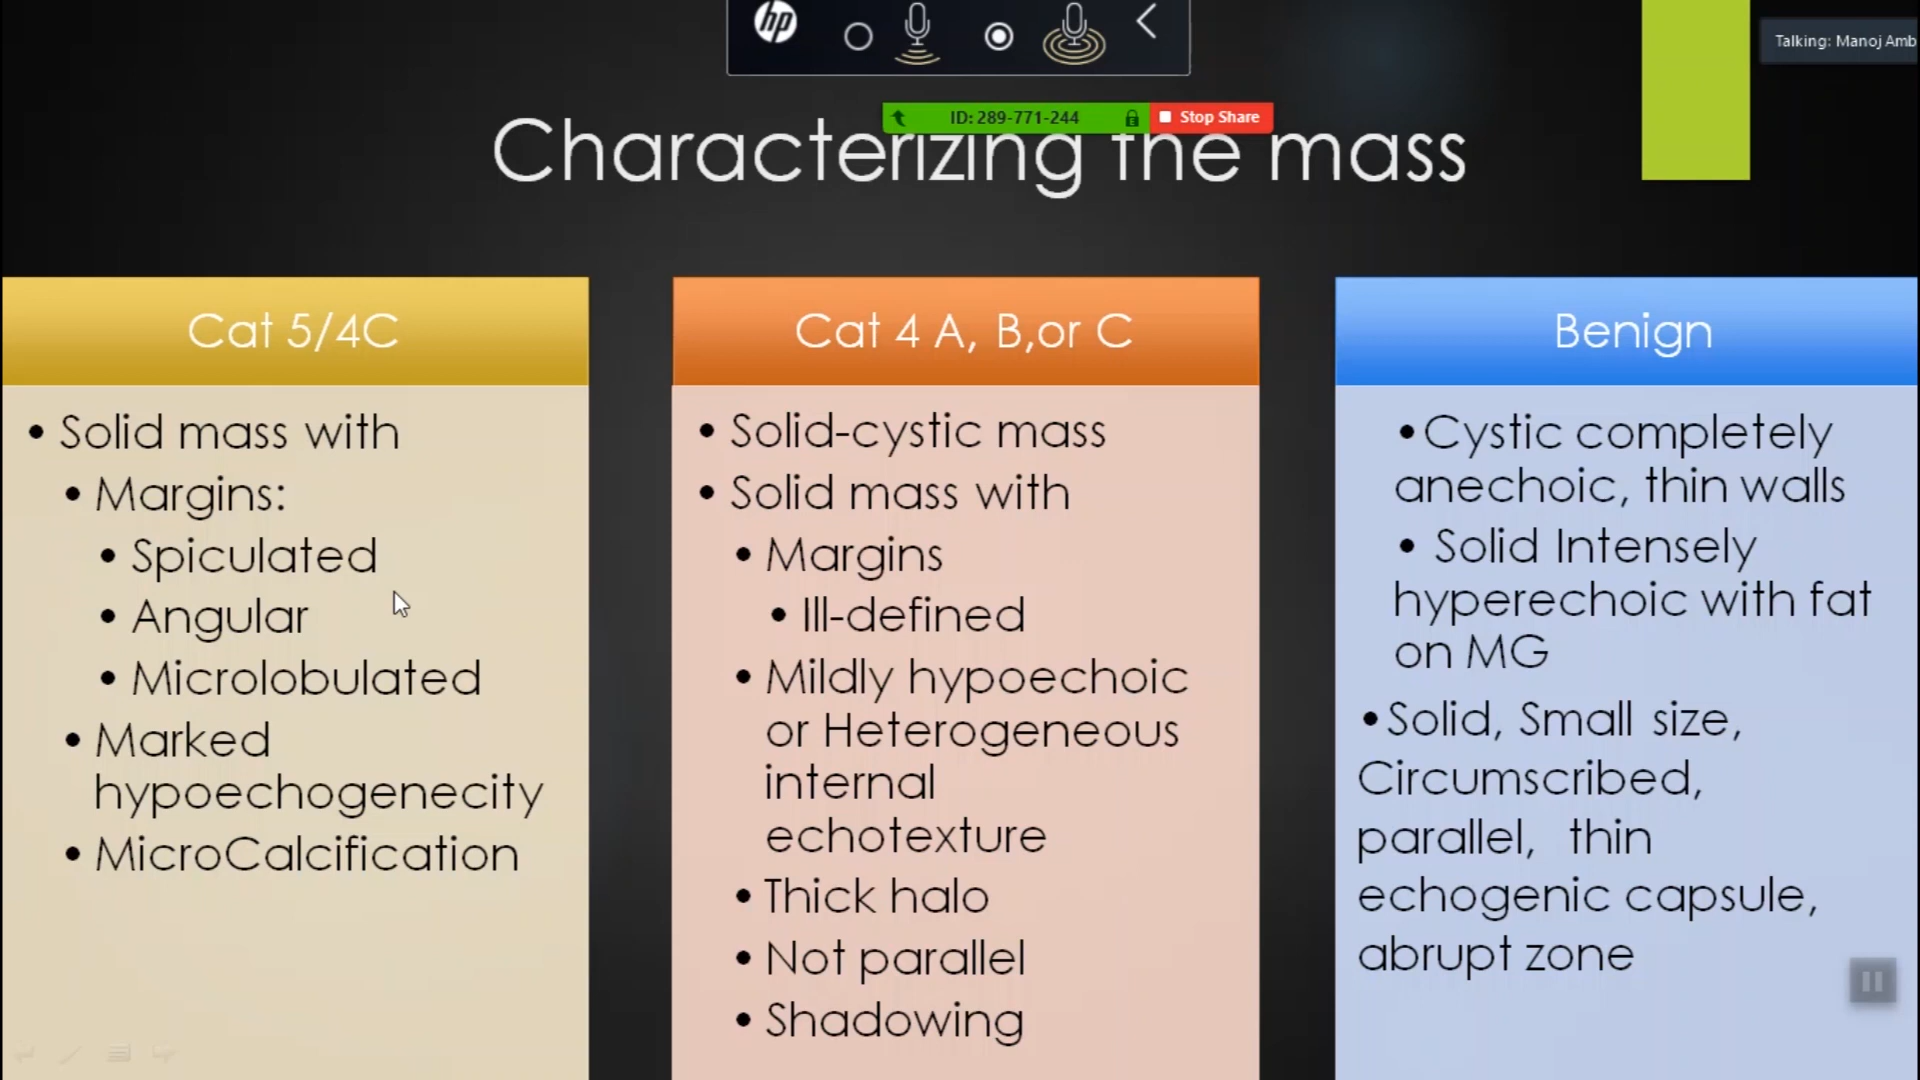 hp
Talking: Manoj Amb
ID: 289-771-244
Stop Share
Characterizing the mass
Cat 5/4C
• Solid mass with
• Margins:
• Spiculated
• Angular
• Microlobulated
• Marked
hypoechogenecity
• MicroCalcification
Cat 4 A, B,or C
• Solid-cystic mass
• Solid mass with
• Margins
• Ill-defined
• Mildly hypoechoic
or Heterogeneous
internal
echotexture
• Thick halo
• Not parallel
• Shadowing
Benign
•Cystic completely
anechoic, thin walls
• Solid Intensely
hyperechoic with fat
on MG
•Solid, Small size,
Circumscribed,
parallel, thin
echogenic capsule,
abrupt zone